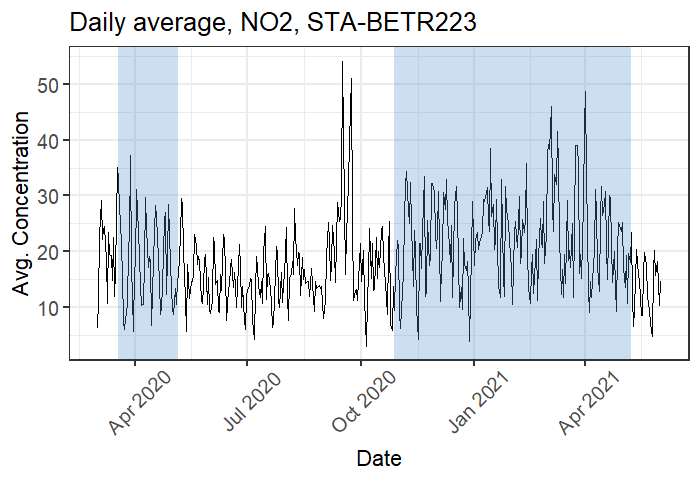 Daily average, NO2, STA-BETR223
Avg. Concentration
50
40
30
20
10
Apr 2020
Jul 2020
Oct 2020
Jan 2021
Apr 2021
Date